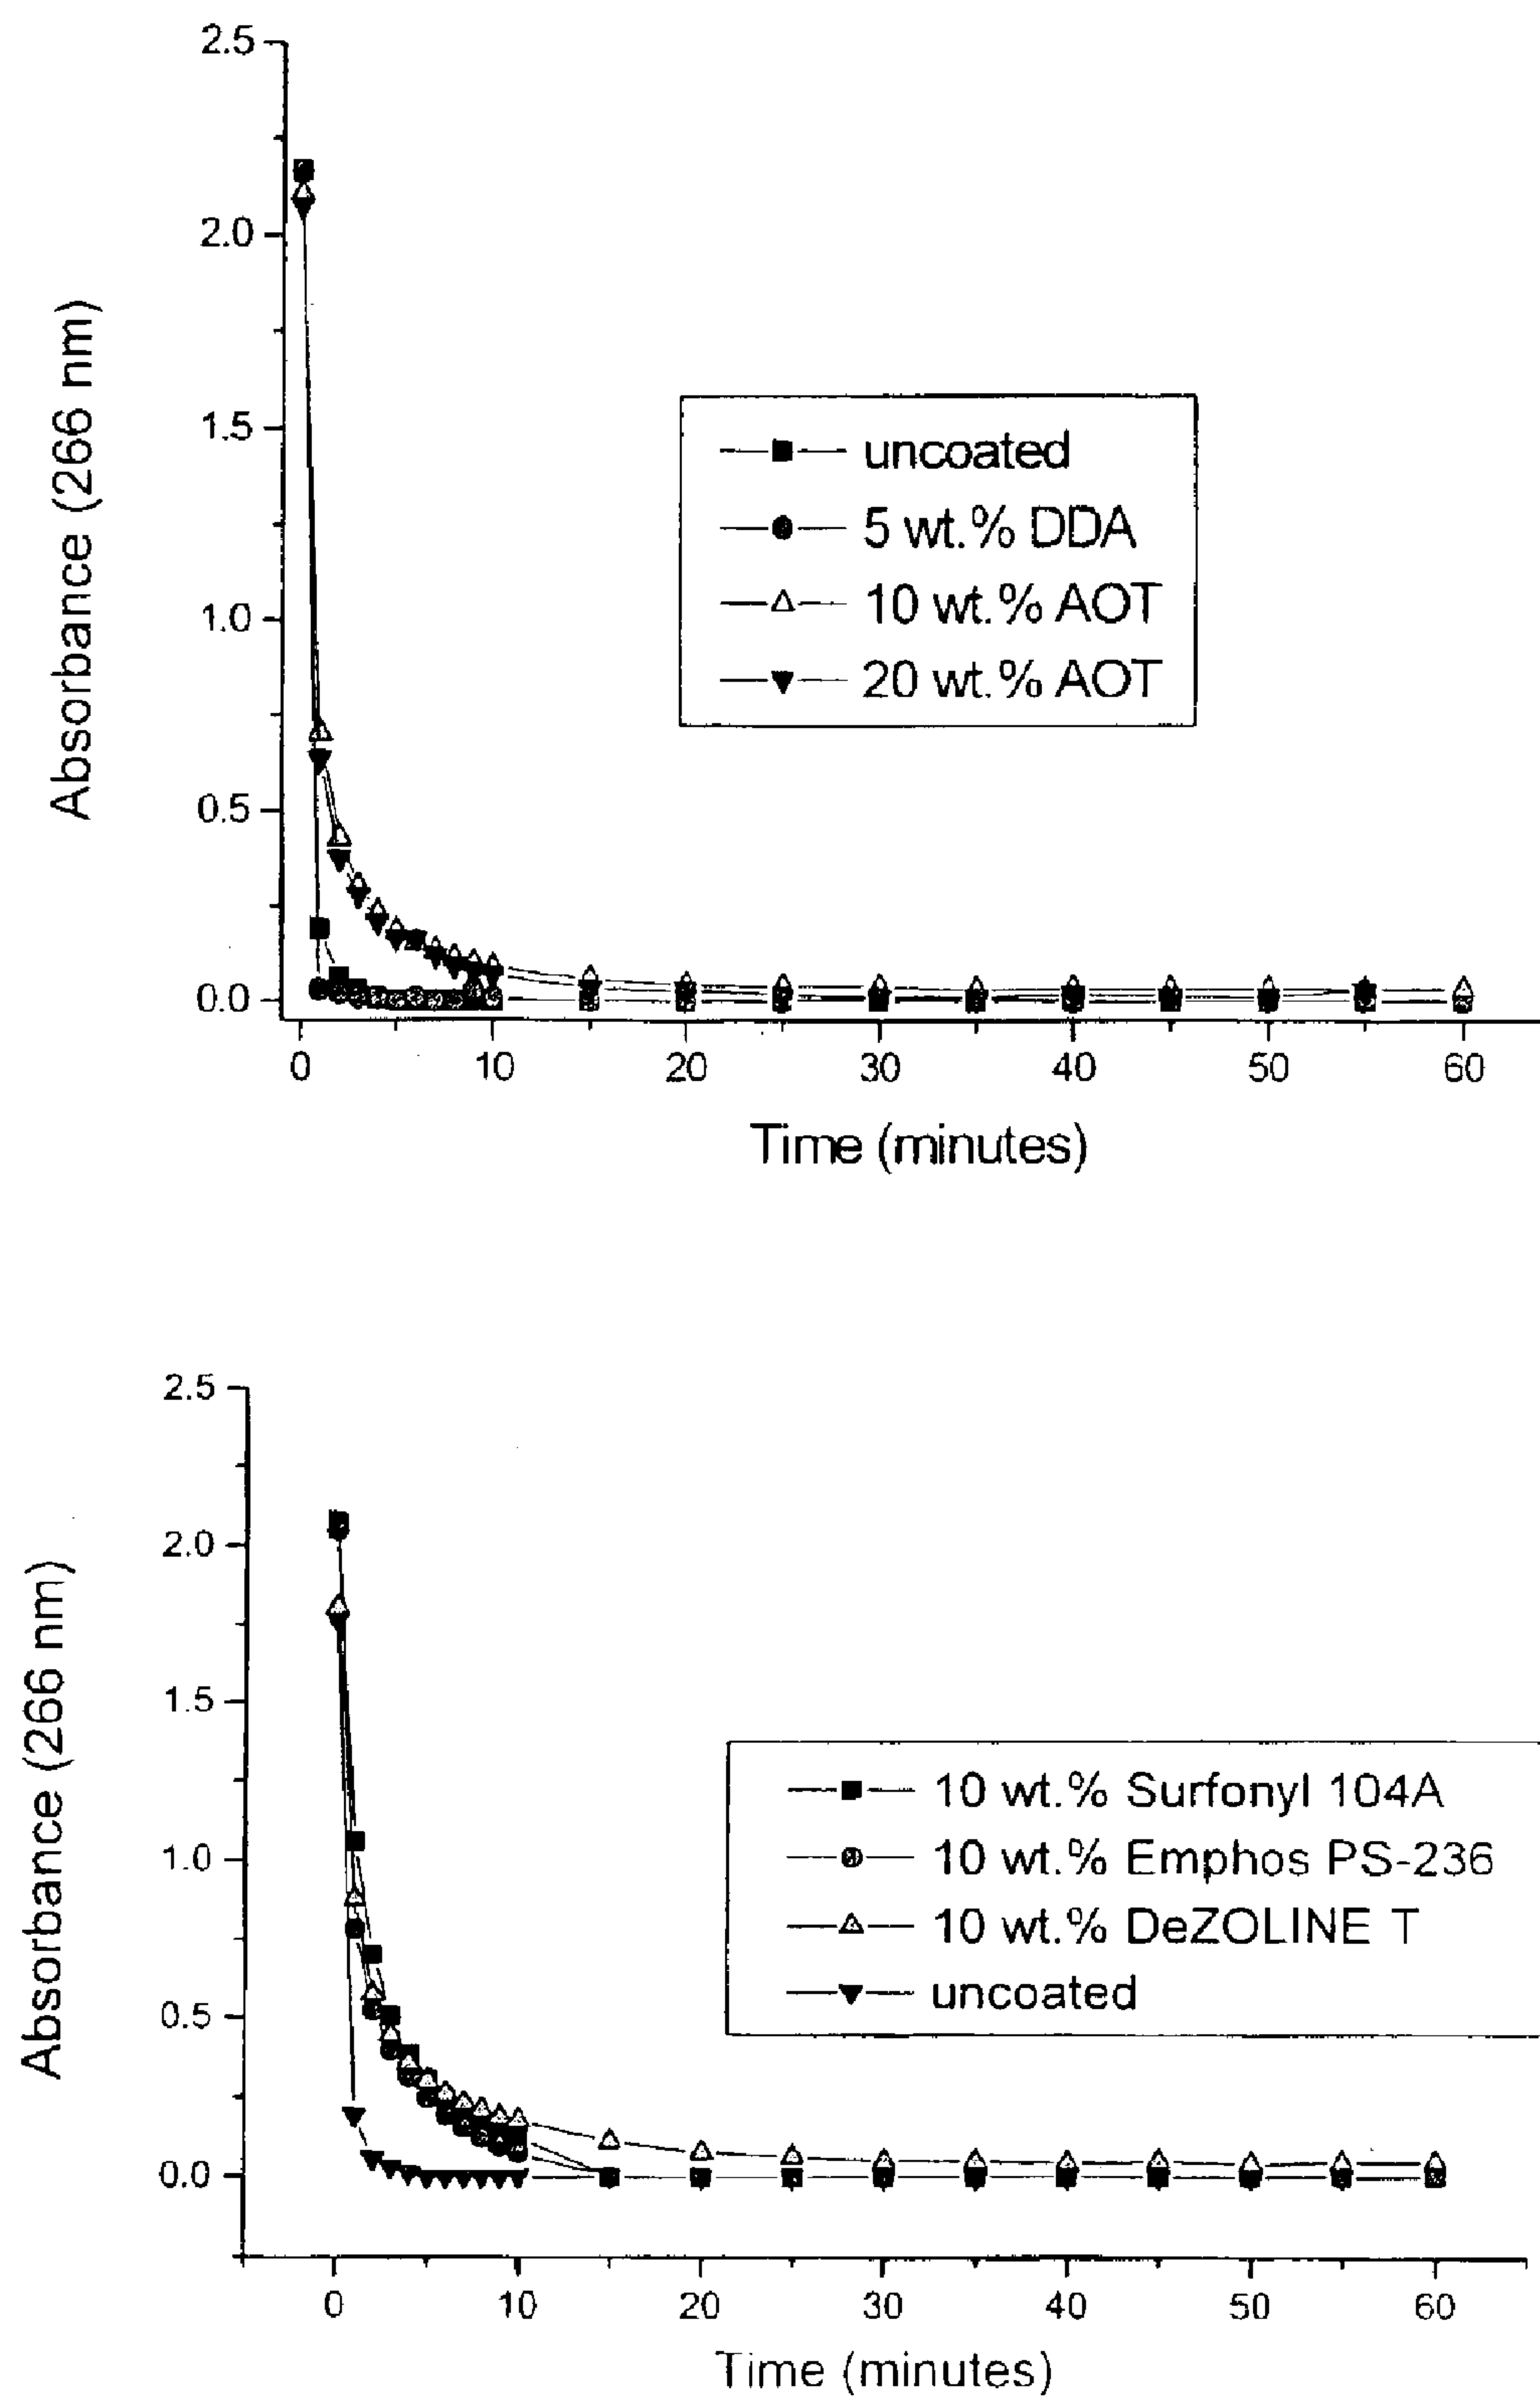 2.5
2.0
1.5
1.0
0.5
0.0
Absorbance (266 nm)
uncoated
5 wt.% DDA
10 wt.% AOT
20 wt.% AOT
0 10 20 30 40 50 60
Time (minutes)
2.5
2.0
1.5
1.0
0.5
0.0
Absorbance (266 nm)
10 wt.% Surfonyl 104A
10 wt.% Emphos PS-236
10 wt.% DeZOLINE T
uncoated
0 10 20 30 40 50 60
Time (minutes)